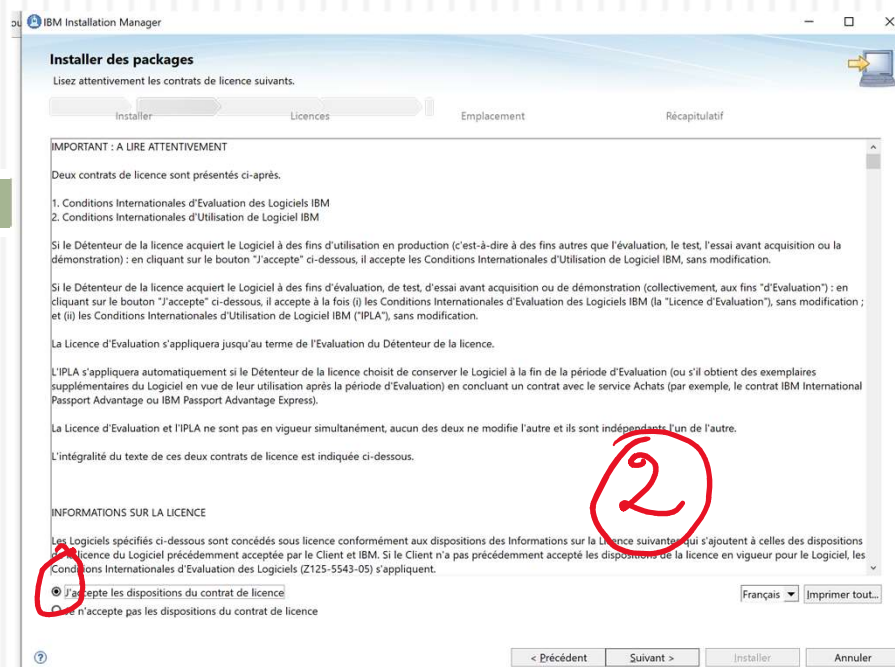 IBM Installation Manager
Installer des packages
Lisez attentivement les contrats de licence suivants.
Installer
Licences
Emplacement
Récapitulatif
IMPORTANT : A LIRE ATTENTIVEMENT
Deux contrats de licence sont présentés ci-après.
1. Conditions Internationales d'Evaluation des Logiciels IBM
2. Conditions Internationales d'Utilisation de Logiciel IBM
Si le Détenteur de la licence acquiert le Logiciel à des fins d'utilisation en production (c'est-à-dire à des fins autres que l'évaluation, le test, l'essai avant acquisition ou la
démonstration) : en cliquant sur le bouton "J'accepte" ci-dessous, il accepte les Conditions Internationales d'Utilisation de Logiciel IBM, sans modification.
Si le Détenteur de la licence acquiert le Logiciel à des fins d'évaluation, de test, d'essai avant acquisition ou de démonstration (collectivement, aux fins "d'Evaluation") : en
cliquant sur le bouton "J'accepte" ci-dessous, il accepte à la fois (i) les Conditions Internationales d'Evaluation des Logiciels IBM (la "Licence d'Evaluation"), sans modification ;
et (ii) les Conditions Internationales d'Utilisation de Logiciel IBM ("IPLA"), sans modification.
La Licence d'Evaluation s'appliquera jusqu'au terme de l'Evaluation du Détenteur de la licence.
L'IPLA s'appliquera automatiquement si le Détenteur de la licence choisit de conserver le Logiciel à la fin de la période d'Evaluation (ou s'il obtient des exemplaires
supplémentaires du Logiciel en vue de leur utilisation après la période d'Evaluation) en concluant un contrat avec le service Achats (par exemple, le contrat IBM International
Passport Advantage ou IBM Passport Advantage Express).
La Licence d'Evaluation et l'IPLA ne sont pas en vigueur simultanément, aucun des deux ne modifie l'autre et ils sont indépendants l'un de l'autre.
L'intégralité du texte de ces deux contrats de licence est indiquée ci-dessous.
2
INFORMATIONS SUR LA LICENCE
Les Logiciels spécifiés ci-dessous sont concédés sous licence conformément aux dispositions des Informations sur la Licence suivantes qui s'ajoutent à celles des dispositions
de licence du Logiciel précédemment acceptée par le Client et IBM. Si le Client n'a pas précédemment accepté les dispositions de la licence en vigueur pour le Logiciel, les
Conditions Internationales d'Evaluation des Logiciels (Z125-5543-05) s'appliquent.
J'accepte les dispositions du contrat de licence
Français
Imprimer tout...
Je n'accepte pas les dispositions du contrat de licence
< Précédent
Suivant >
Installer
Annuler